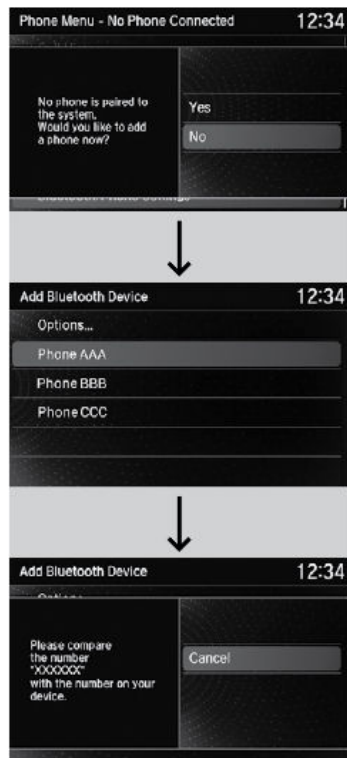 Phone Menu - No Phone Connected 12:34
No phone is paired to
the system.
Would you like to add
a phone now?
Yes
No
Add Bluetooth Device 12:34
Options...
Phone AAA
Phone BBB
Phone CCC
Add Bluetooth Device 12:34
Please compare
the number
"XXXXXX"
with the number on your
device.
Cancel